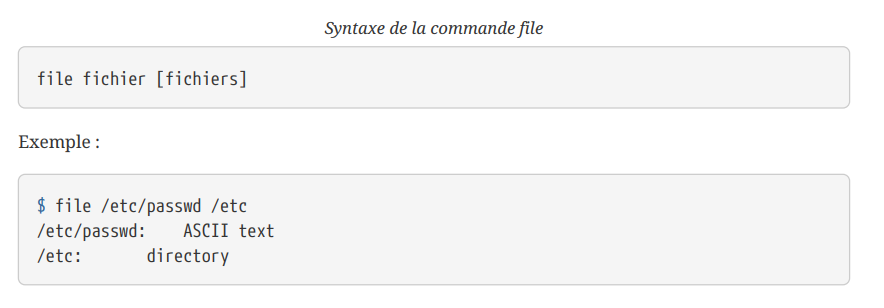 Syntaxe de la commande file
file fichier [fichiers]
Exemple :
$ file /etc/passwd /etc
/etc/passwd:    ASCII text
/etc:       directory